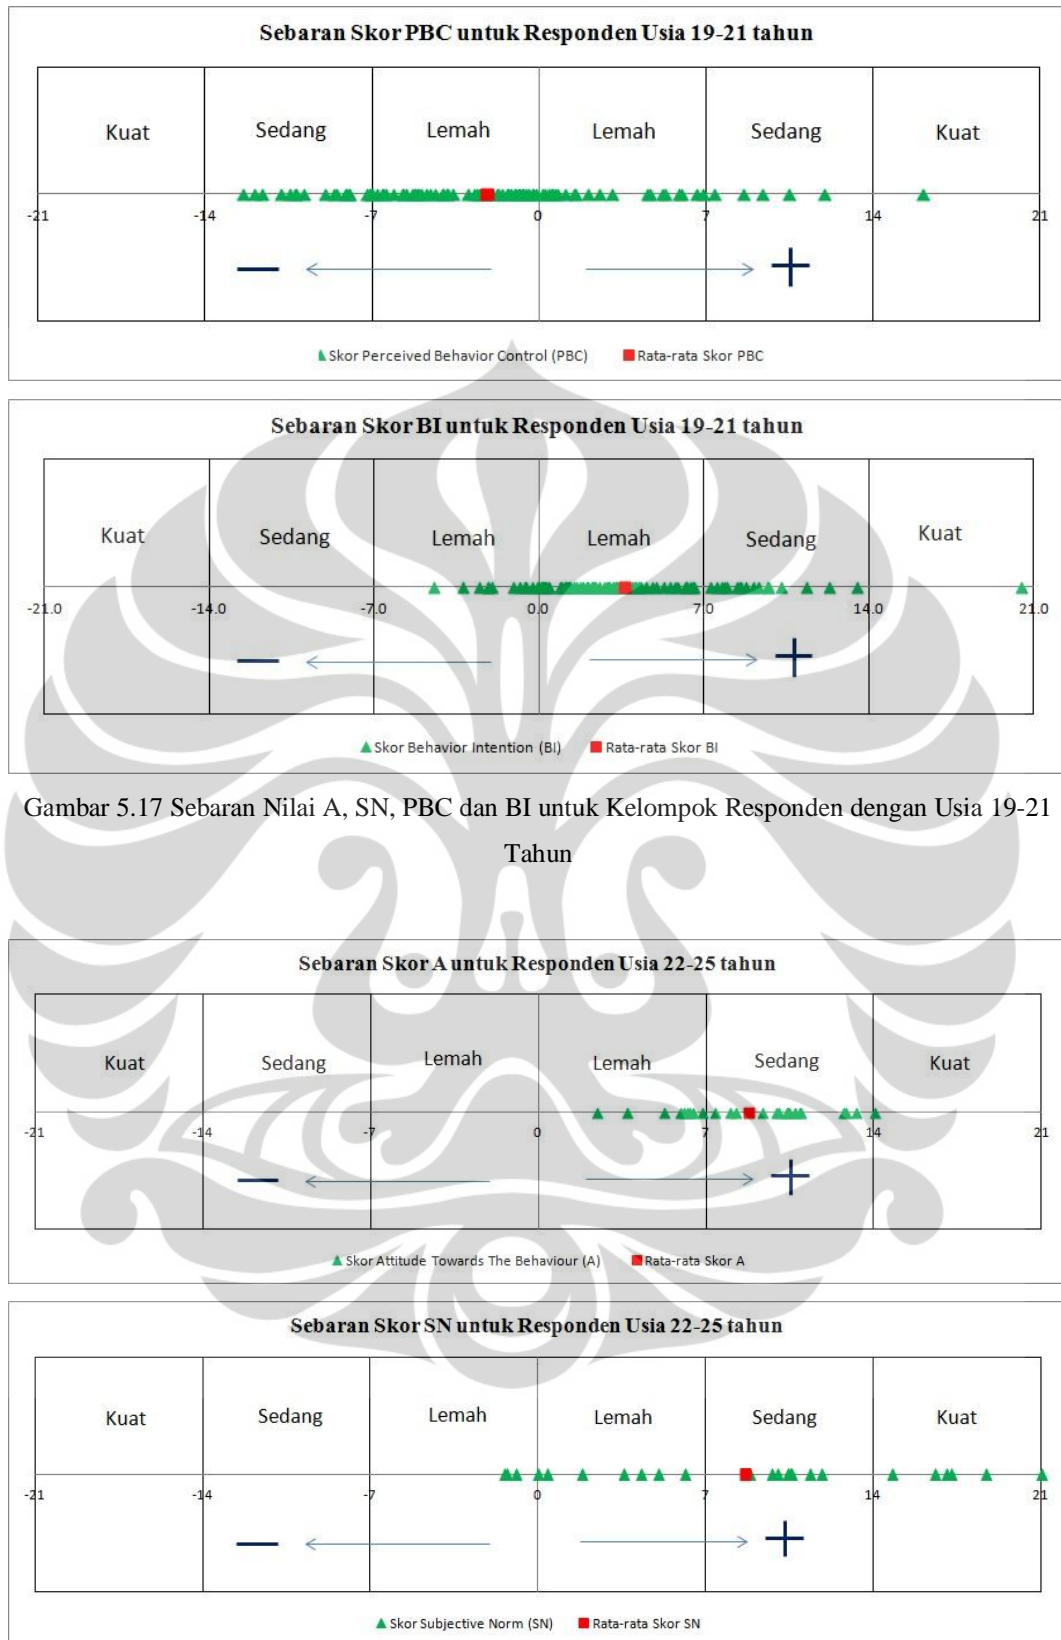 Sebaran Skor PBC untuk Responden Usia 19-21 tahun
Kuat Sedang Lemah Lemah Sedang Kuat
-21 -14 -7 0 7 14 21
Skor Perceived Behavior Control (PBC) Rata-rata Skor PBC
Sebaran Skor BI untuk Responden Usia 19-21 tahun
Kuat Sedang Lemah Lemah Sedang Kuat
-21.0 -14.0 -7.0 0.0 7.0 14.0 21.0
Skor Behavior Intention (BI) Rata-rata Skor BI
Gambar 5.17 Sebaran Nilai A, SN, PBC dan BI untuk Kelompok Responden dengan Usia 19-21
Tahun
Sebaran Skor A untuk Responden Usia 22-25 tahun
Kuat Sedang Lemah Lemah Sedang Kuat
-21 -14 -7 0 7 14 21
Skor Attitude Towards The Behaviour (A) Rata-rata Skor A
Sebaran Skor SN untuk Responden Usia 22-25 tahun
Kuat Sedang Lemah Lemah Sedang Kuat
-21 -14 -7 0 7 14 21
Skor Subjective Norm (SN) Rata-rata Skor SN